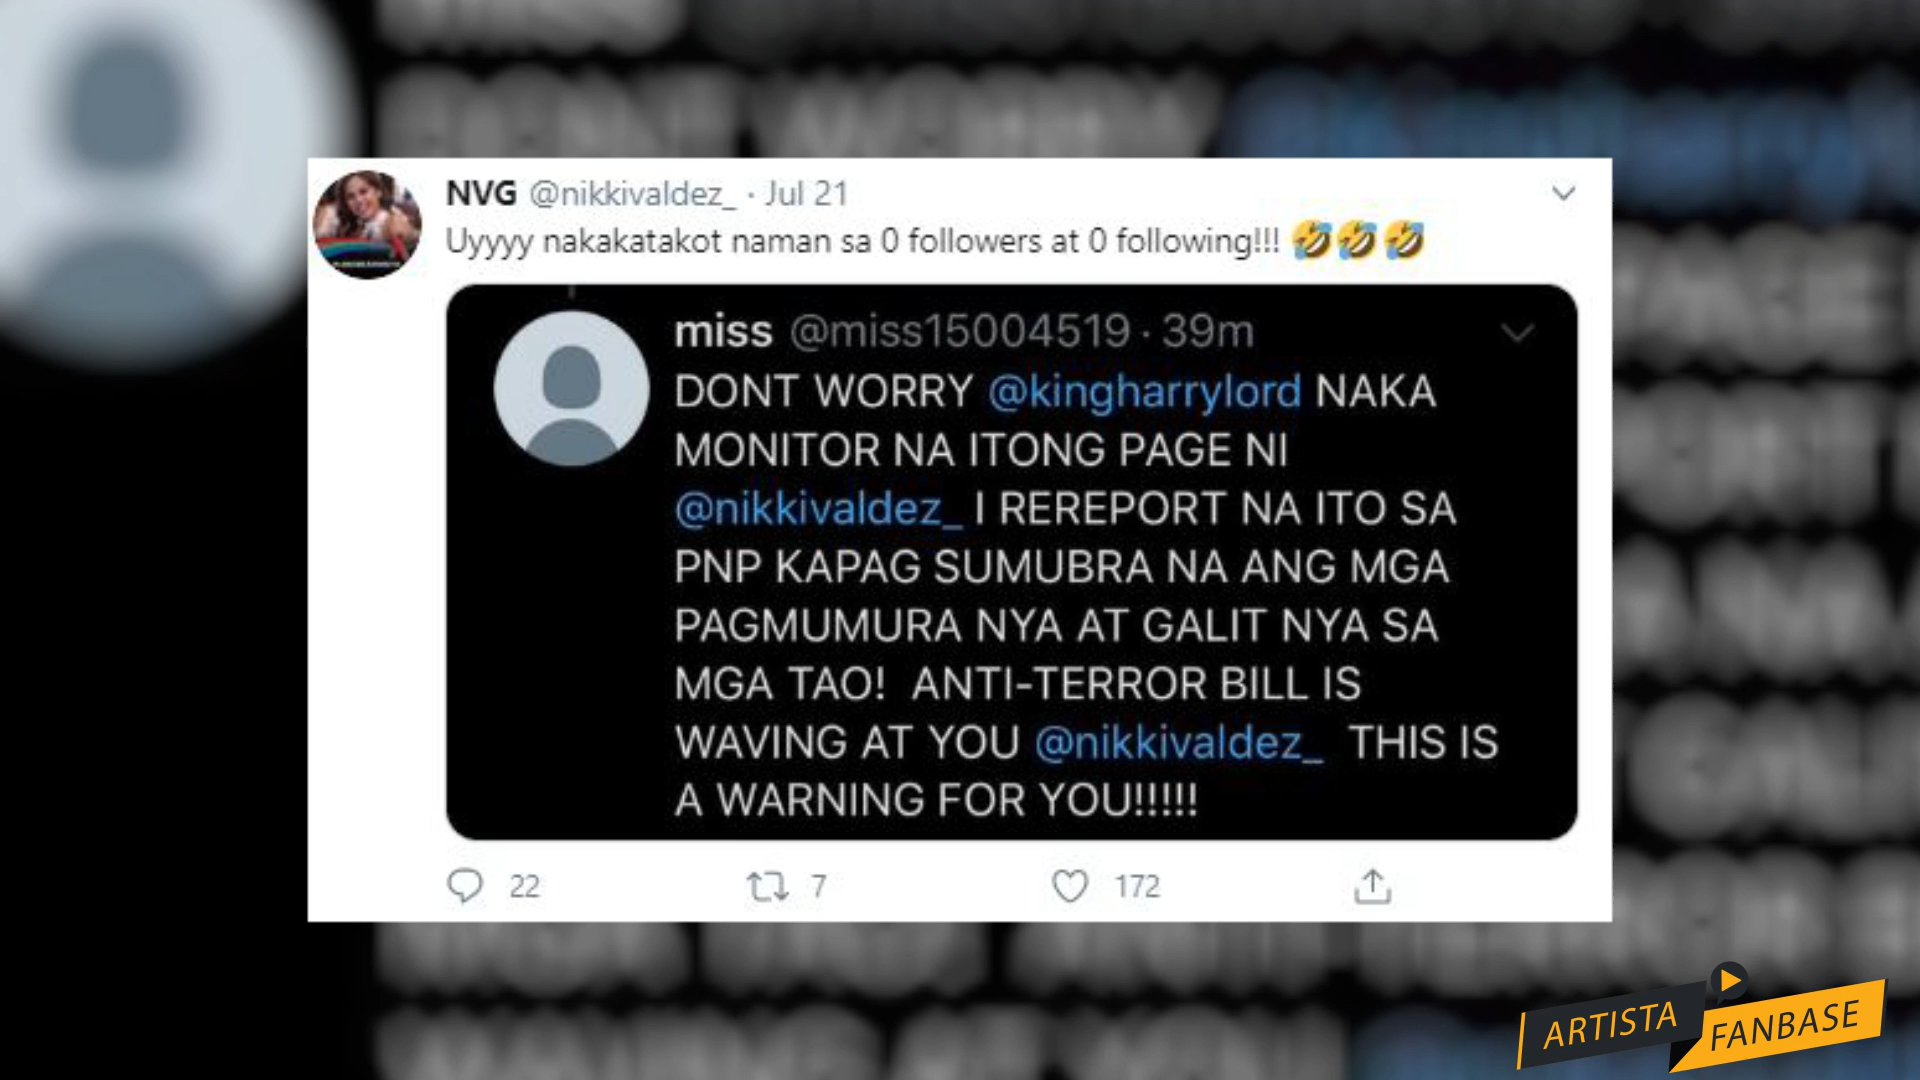 NVG @nikkivaldez_ · Jul 21
Uyyyy nakakatakot naman sa 0 followers at 0 following!!! 🤣🤣🤣
miss @miss15004519 · 39m
DONT WORRY @kingharrylord NAKA
MONITOR NA ITONG PAGE NI
@nikkivaldez_ I REREPORT NA ITO SA
PNP KAPAG SUMUBRA NA ANG MGA
PAGMUMURA NYA AT GALIT NYA SA
MGA TAO! ANTI-TERROR BILL IS
WAVING AT YOU @nikkivaldez_ THIS IS
A WARNING FOR YOU!!!!!
22 7 172
ARTISTA FANBASE